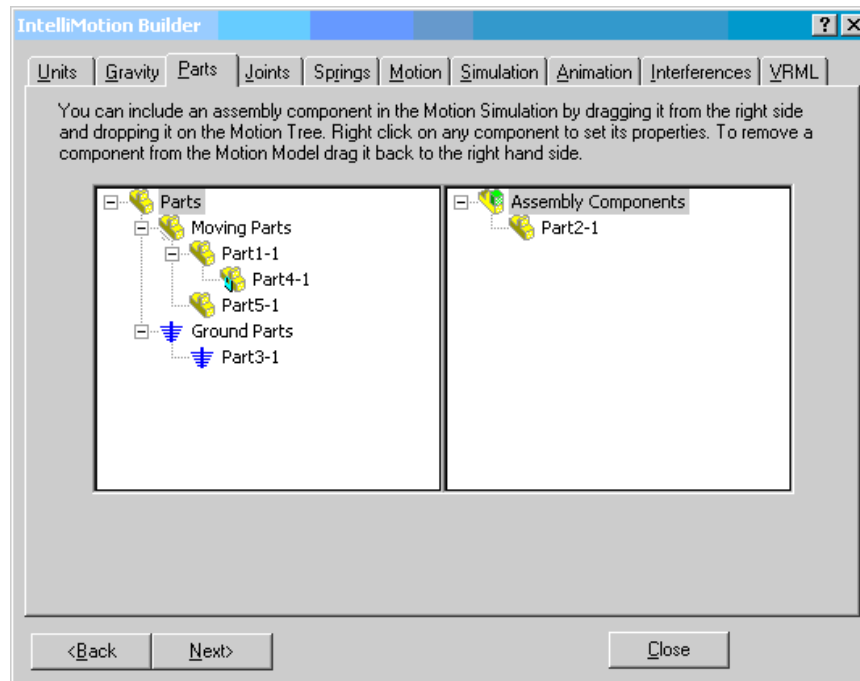 IntelliMotion Builder
Units Gravity Parts Joints Springs Motion Simulation Animation Interferences VRML
You can include an assembly component in the Motion Simulation by dragging it from the right side
and dropping it on the Motion Tree. Right click on any component to set its properties. To remove a
component from the Motion Model drag it back to the right hand side.
Parts
Moving Parts
Part1-1
Part4-1
Part5-1
Ground Parts
Part3-1
Assembly Components
Part2-1
<Back Next> Close